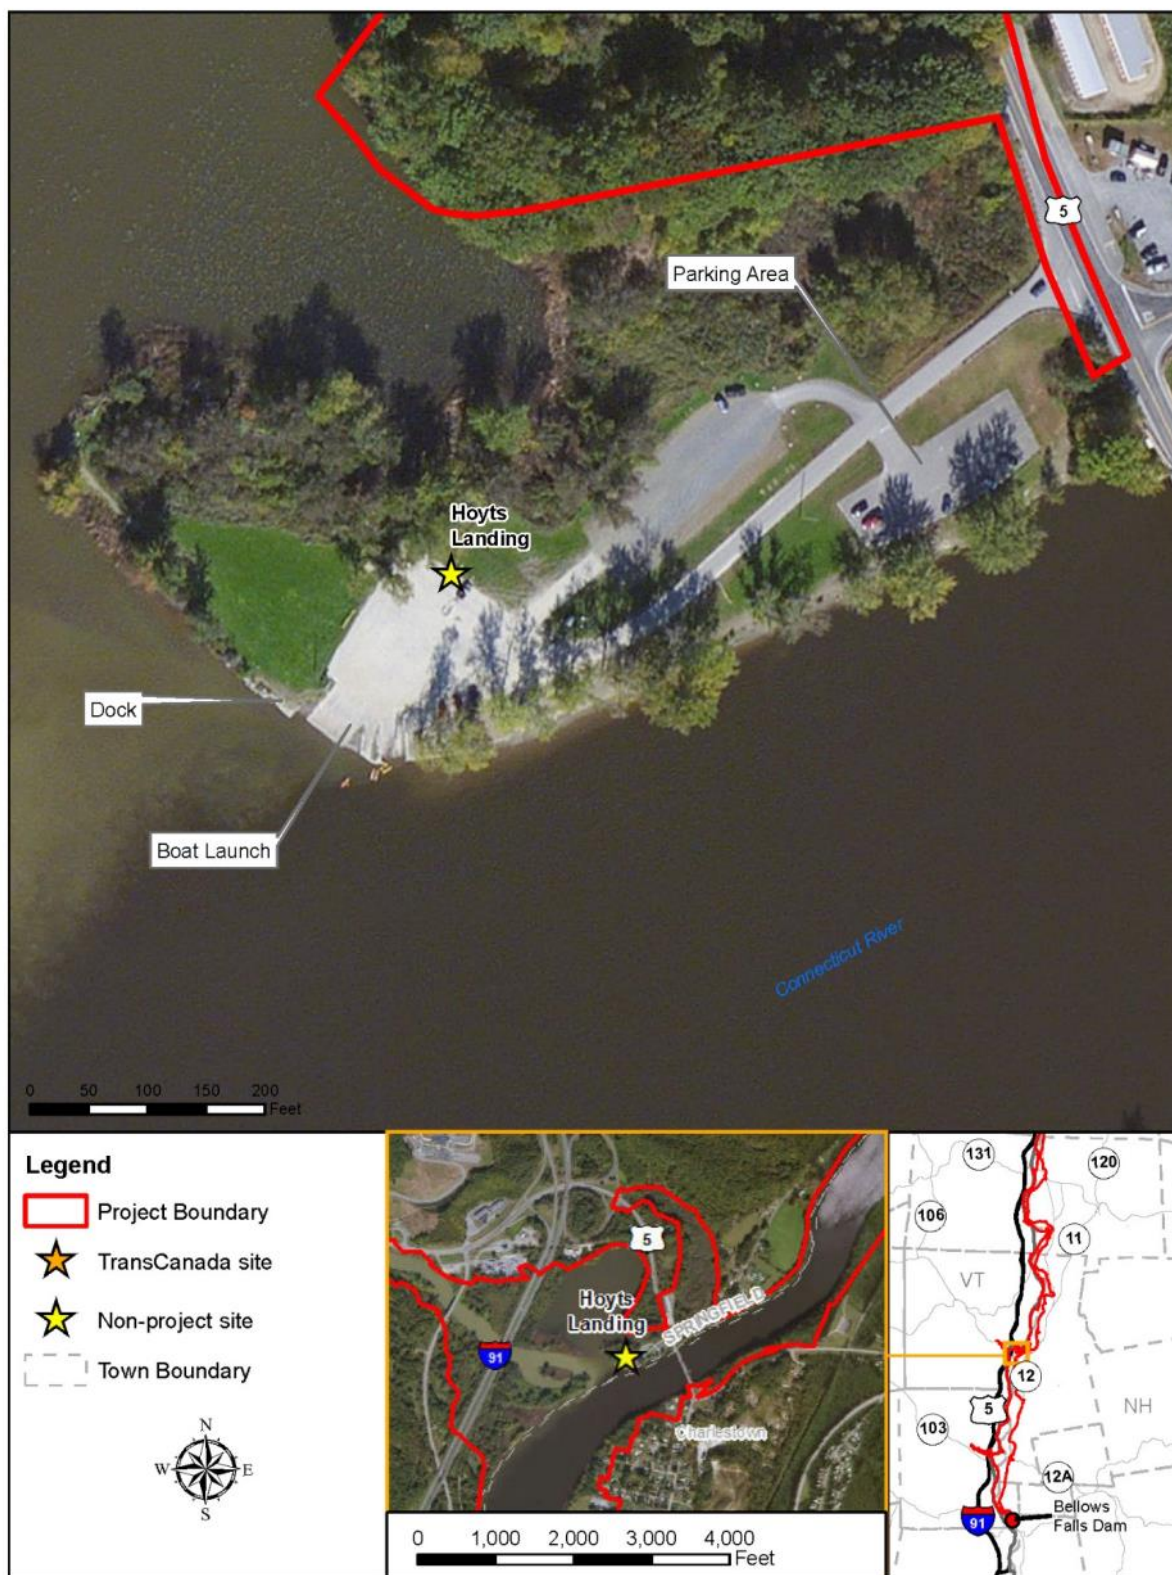 5
Parking Area
Hoyts
Landing
Dock
Boat Launch
Connecticut River
0 50 100 150 200
Feet
Legend
Project Boundary
TransCanada site
Non-project site
Town Boundary
N
W E
S
5
Hoyts
Landing
SPRINGFIELD
91
Charlestown
0 1,000 2,000 3,000 4,000
Feet
131
120
106
11
VT
12
5
NH
103
12A
91
Bellows
Falls Dam